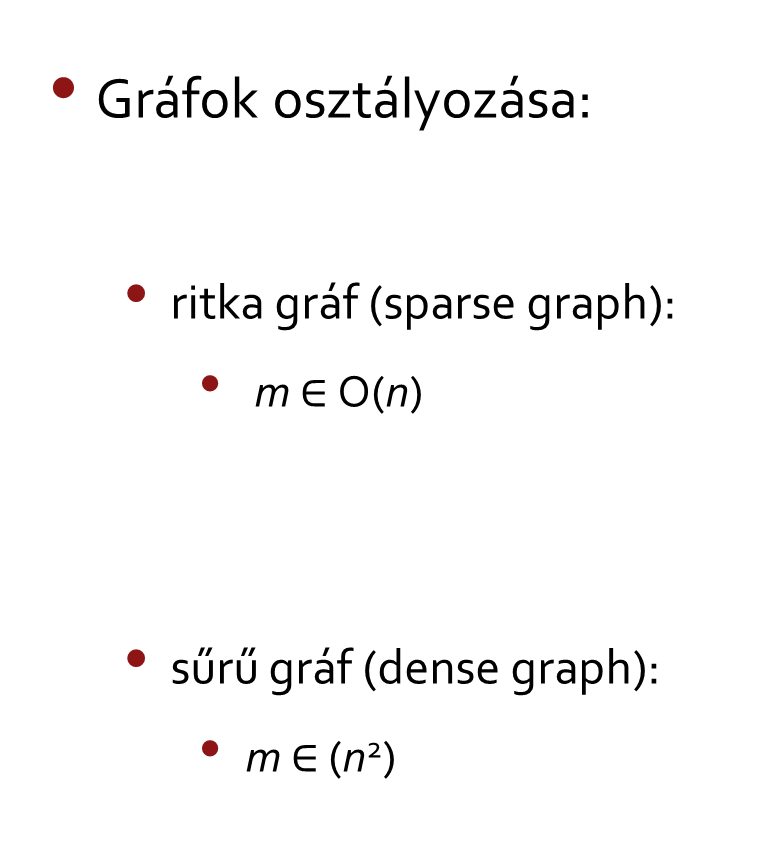 • Gráfok osztályozása:
• ritka gráf (sparse graph):
• m ∈ O(n)
• sűrű gráf (dense graph):
• m ∈ (n²)